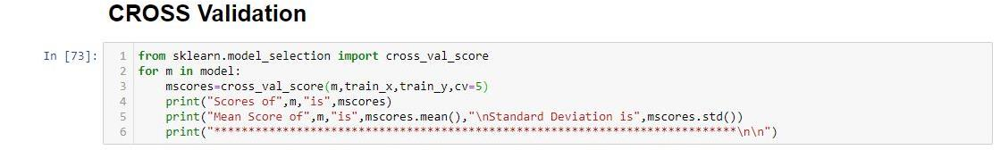 CROSS Validation
In [73]:
1 from sklearn.model_selection import cross_val_score
2 for m in model:
3     mscores=cross_val_score(m,train_x,train_y,cv=5)
4     print("Scores of",m,"is",mscores)
5     print("Mean Score of",m,"is",mscores.mean(),"\nStandard Deviation is",mscores.std())
6     print("****************************************************************************\n\n")